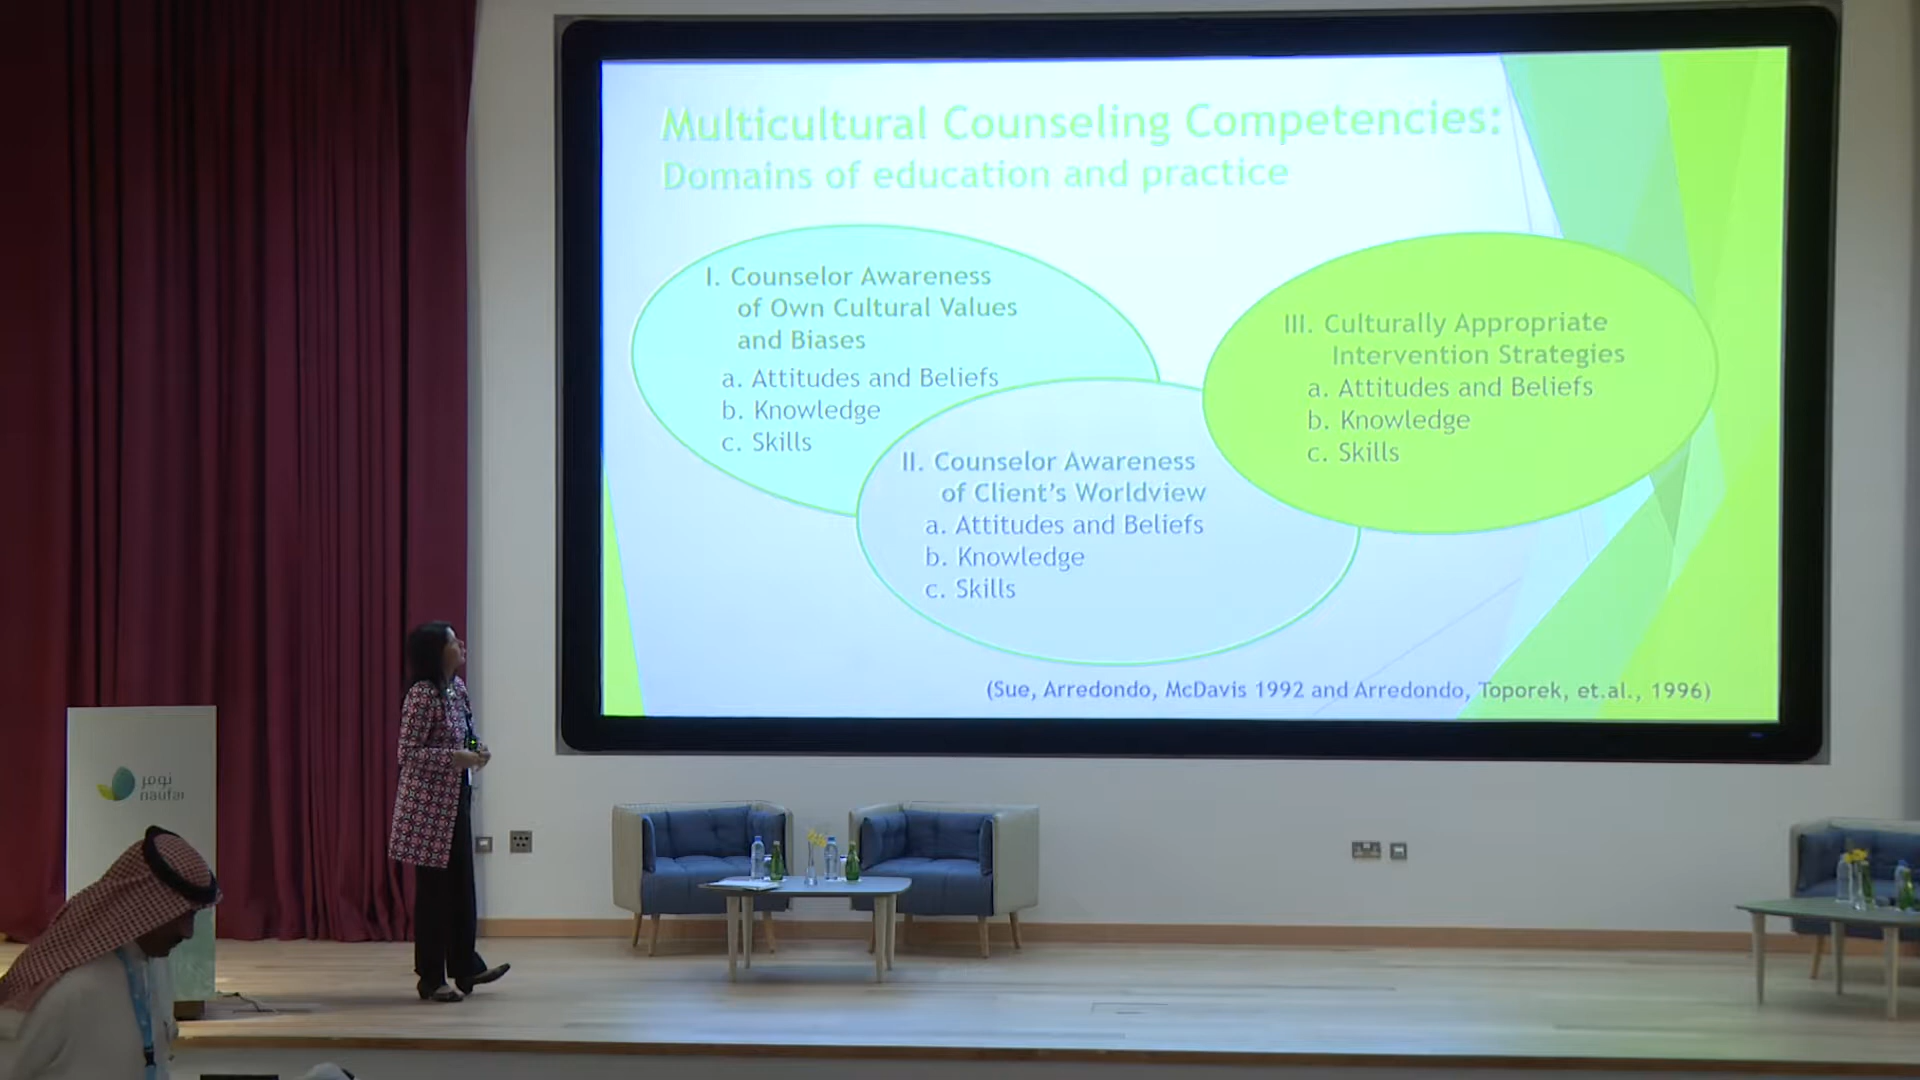 Multicultural Counseling Competencies:
Domains of education and practice
I. Counselor Awareness
of Own Cultural Values
and Biases
a. Attitudes and Beliefs
b. Knowledge
c. Skills
II. Counselor Awareness
of Client’s Worldview
a. Attitudes and Beliefs
b. Knowledge
c. Skills
III. Culturally Appropriate
Intervention Strategies
a. Attitudes and Beliefs
b. Knowledge
c. Skills
(Sue, Arredondo, McDavis 1992 and Arredondo, Toporek, et.al., 1996)
نوفر
naufar